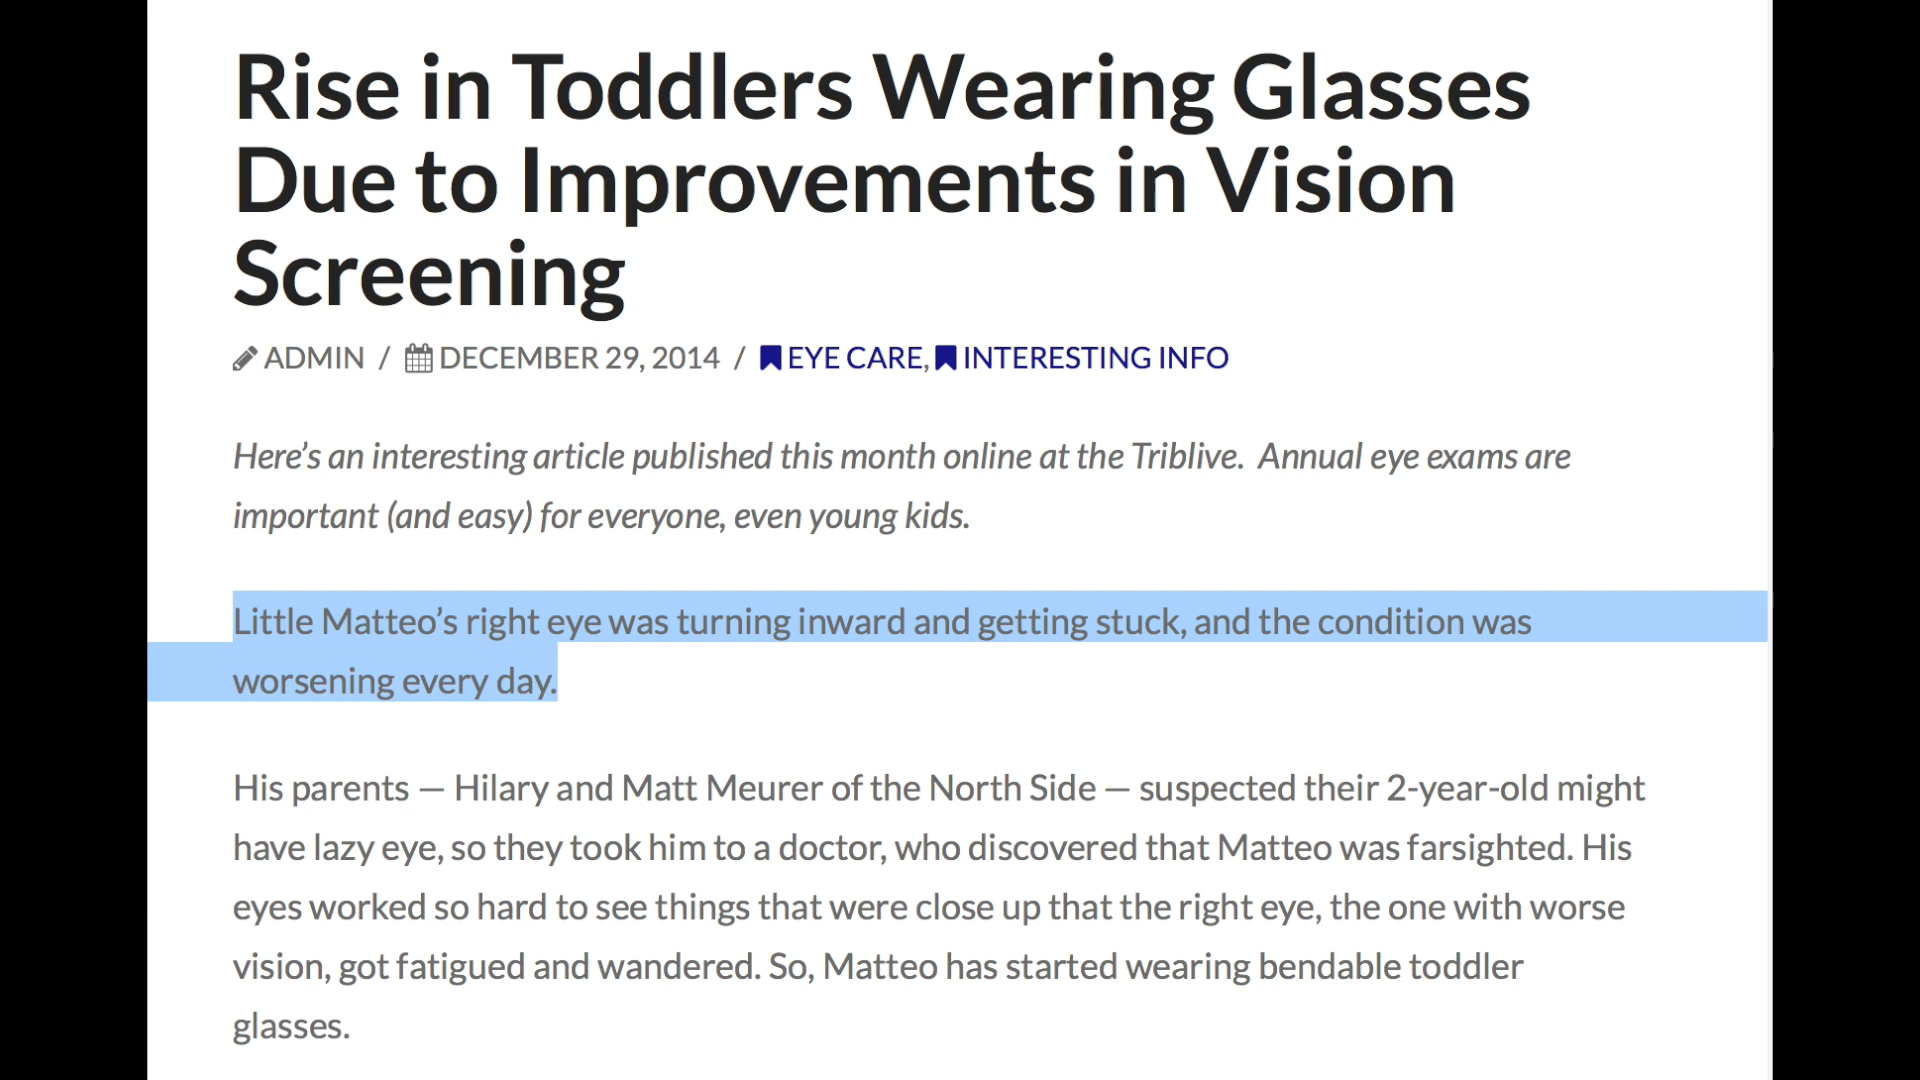 Rise in Toddlers Wearing Glasses
Due to Improvements in Vision
Screening
ADMIN / DECEMBER 29, 2014 / EYE CARE, INTERESTING INFO
Here’s an interesting article published this month online at the Triblive.  Annual eye exams are
important (and easy) for everyone, even young kids.
Little Matteo’s right eye was turning inward and getting stuck, and the condition was
worsening every day.
His parents — Hilary and Matt Meurer of the North Side — suspected their 2-year-old might
have lazy eye, so they took him to a doctor, who discovered that Matteo was farsighted. His
eyes worked so hard to see things that were close up that the right eye, the one with worse
vision, got fatigued and wandered. So, Matteo has started wearing bendable toddler
glasses.